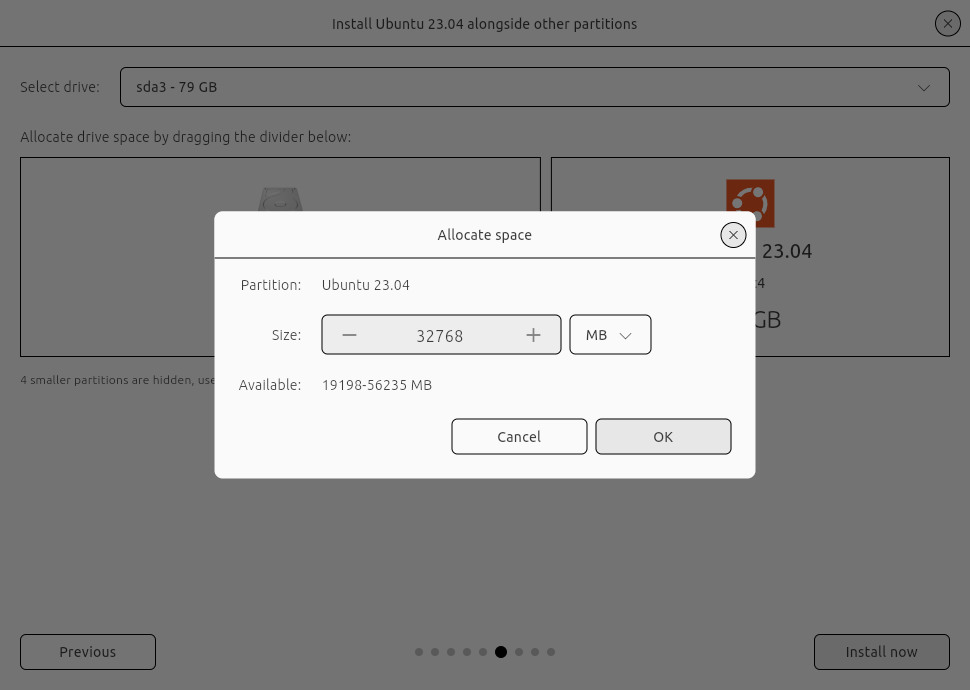 Install Ubuntu 23.04 alongside other partitions
Select drive: sda3 - 79 GB
Allocate drive space by dragging the divider below:
23.04
GB
4 smaller partitions are hidden, use
Allocate space
Partition: Ubuntu 23.04
Size: 32768 MB
Available: 19198-56235 MB
Cancel OK
Previous Install now